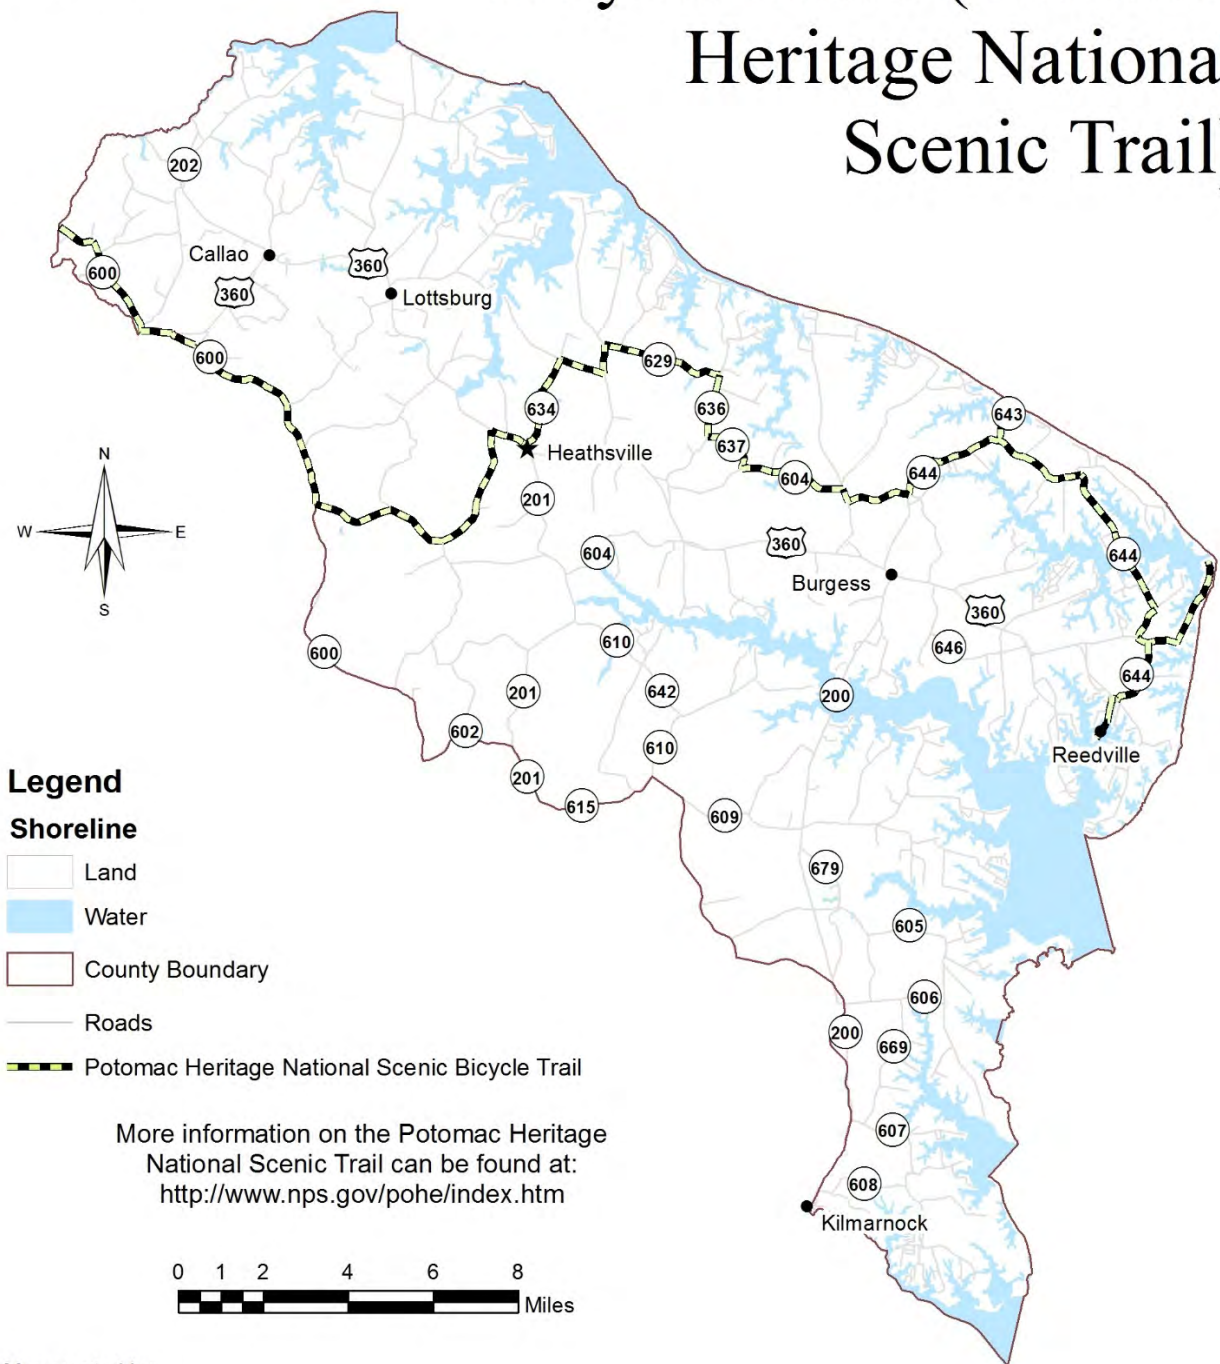 Heritage Nationa
Scenic Trail
202
Callao
360
360
Lottsburg
600
600
629
634
636
643
637
Heathsville
604
644
201
N
W
E
S
604
360
644
Burgess
360
610
646
600
201
642
200
644
602
610
Reedville
201
615
609
679
605
606
200
669
607
608
Kilmarnock
Legend
Shoreline
Land
Water
County Boundary
Roads
Potomac Heritage National Scenic Bicycle Trail
More information on the Potomac Heritage
National Scenic Trail can be found at:
http://www.nps.gov/pohe/index.htm
0 1 2 4 6 8
Miles